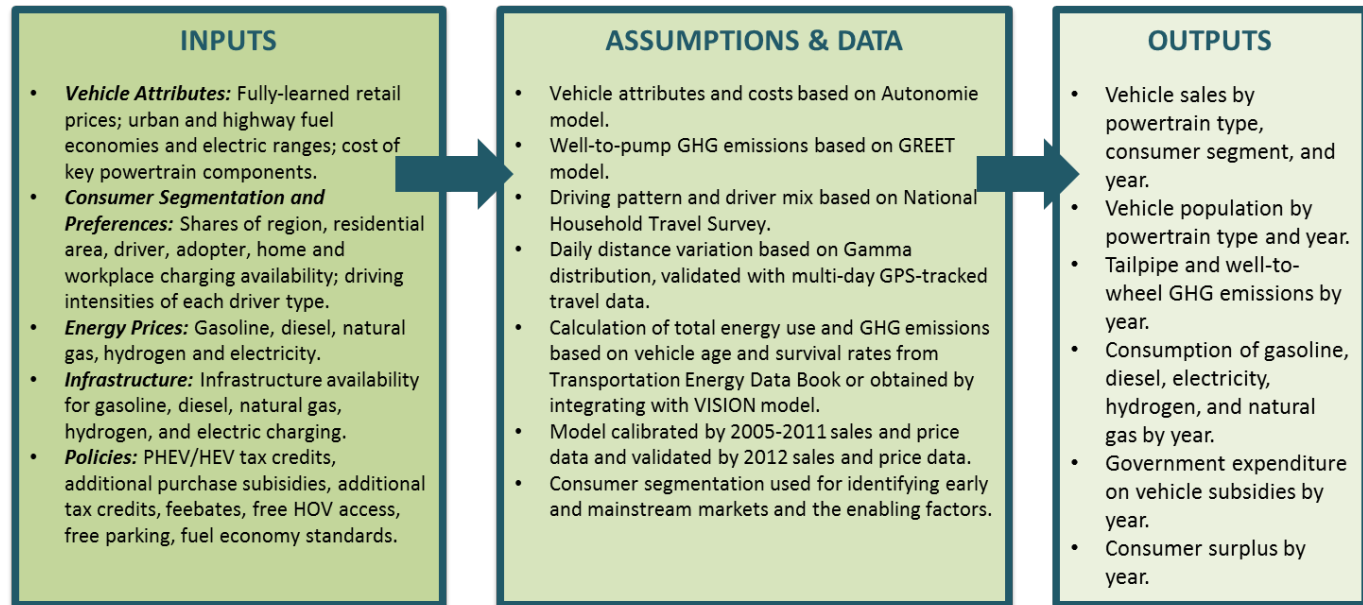 INPUTS
• Vehicle Attributes: Fully-learned retail
prices; urban and highway fuel
economies and electric ranges; cost of
key powertrain components.
• Consumer Segmentation and
Preferences: Shares of region, residential
area, driver, adopter, home and
workplace charging availability; driving
intensities of each driver type.
• Energy Prices: Gasoline, diesel, natural
gas, hydrogen and electricity.
• Infrastructure: Infrastructure availability
for gasoline, diesel, natural gas,
hydrogen, and electric charging.
• Policies: PHEV/HEV tax credits,
additional purchase subisidies, additional
tax credits, feebates, free HOV access,
free parking, fuel economy standards.
ASSUMPTIONS & DATA
• Vehicle attributes and costs based on Autonomie
model.
• Well-to-pump GHG emissions based on GREET
model.
• Driving pattern and driver mix based on National
Household Travel Survey.
• Daily distance variation based on Gamma
distribution, validated with multi-day GPS-tracked
travel data.
• Calculation of total energy use and GHG emissions
based on vehicle age and survival rates from
Transportation Energy Data Book or obtained by
integrating with VISION model.
• Model calibrated by 2005-2011 sales and price
data and validated by 2012 sales and price data.
• Consumer segmentation used for identifying early
and mainstream markets and the enabling factors.
OUTPUTS
• Vehicle sales by
powertrain type,
consumer segment, and
year.
• Vehicle population by
powertrain type and year.
• Tailpipe and well-to-
wheel GHG emissions by
year.
• Consumption of gasoline,
diesel, electricity,
hydrogen, and natural
gas by year.
• Government expenditure
on vehicle subsidies by
year.
• Consumer surplus by
year.